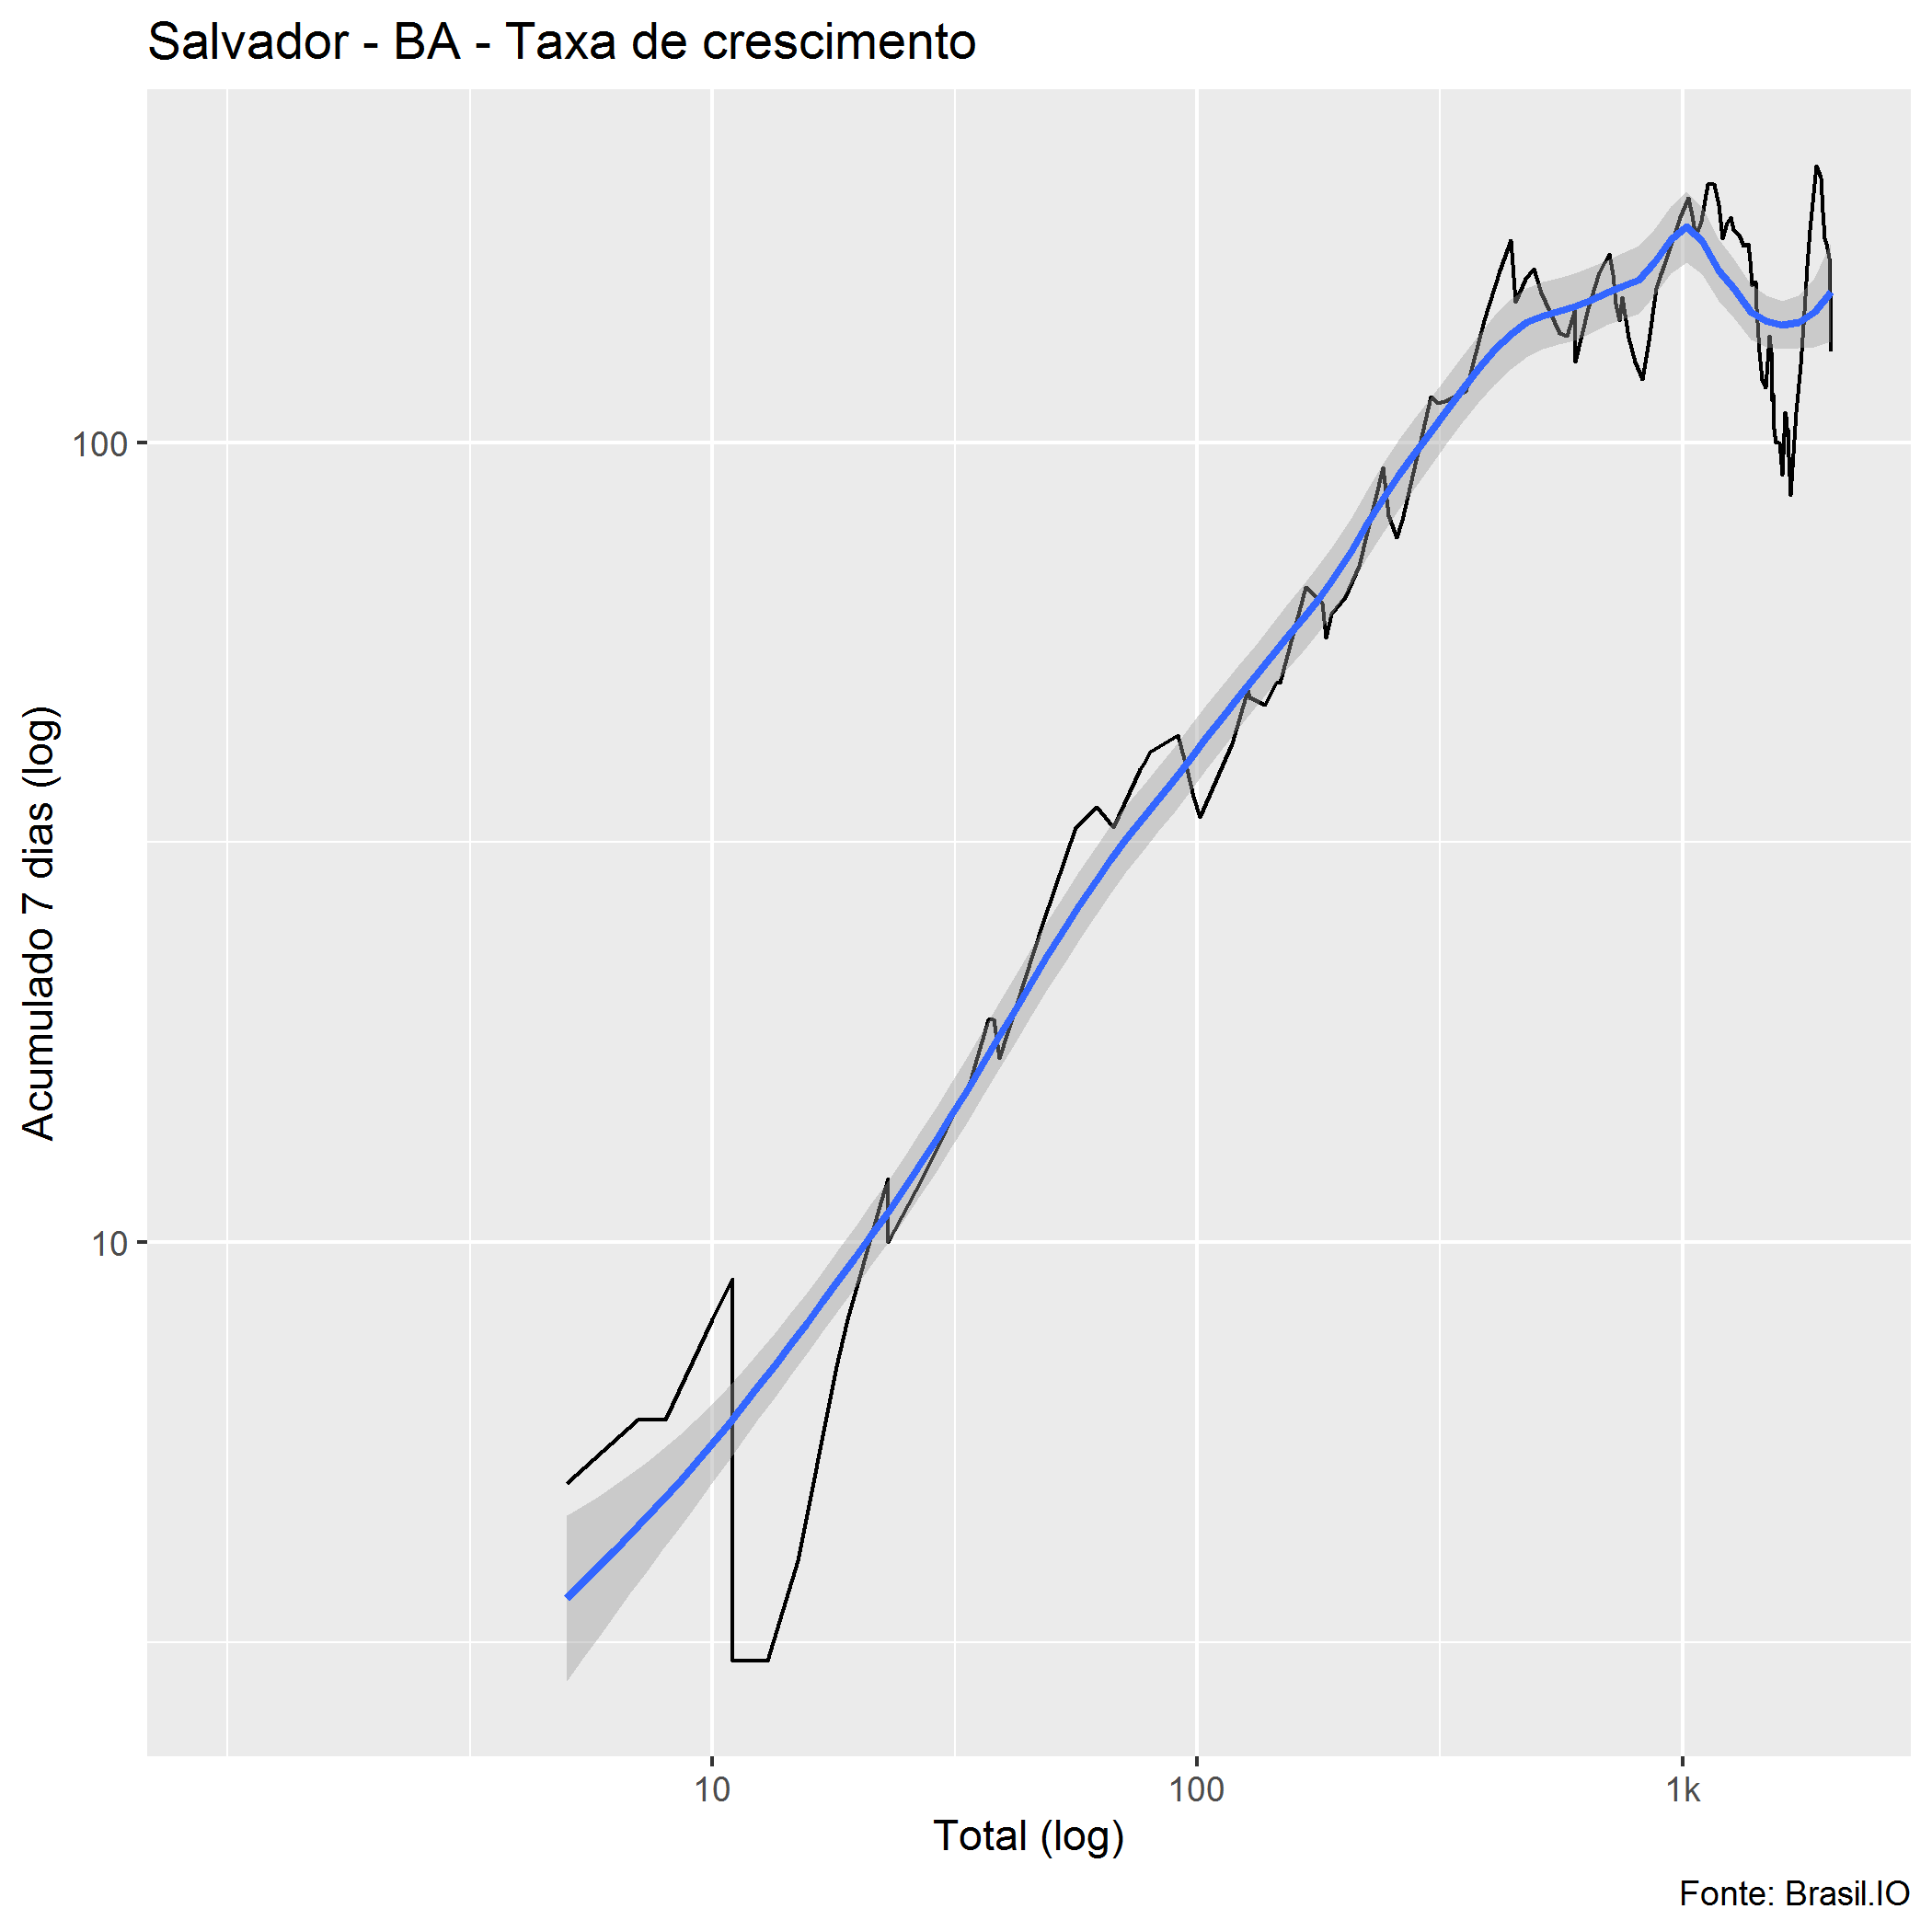 Salvador - BA - Taxa de crescimento
Acumulado 7 dias (log)
100
10
10
100
1k
Total (log)
Fonte: Brasil.IO